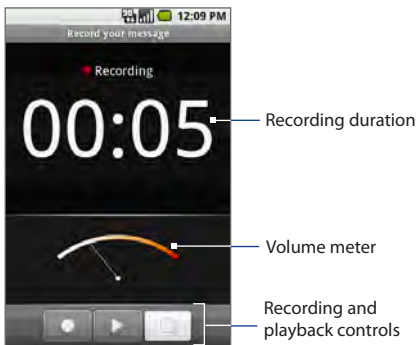 12:09 PM
Record your message
Recording
00:05
Recording duration
Volume meter
Recording and
playback controls